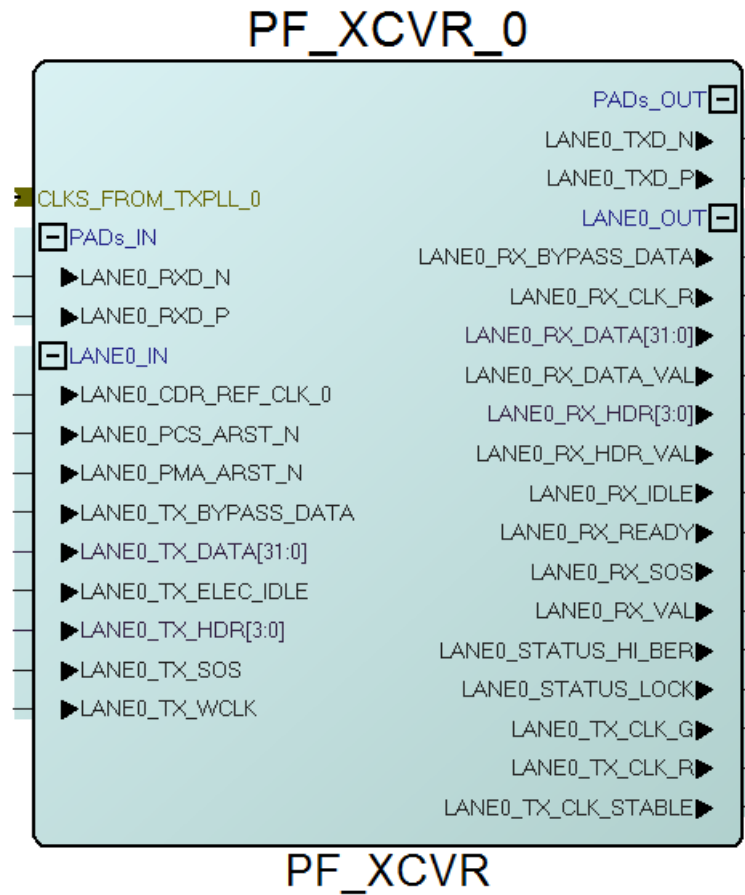 PF_XCVR_0
CLKS_FROM_TXPLL_0
PADs_IN
LANE0_RXD_N
LANE0_RXD_P
LANE0_IN
LANE0_CDR_REF_CLK_0
LANE0_PCS_ARST_N
LANE0_PMA_ARST_N
LANE0_TX_BYPASS_DATA
LANE0_TX_DATA[31:0]
LANE0_TX_ELEC_IDLE
LANE0_TX_HDR[3:0]
LANE0_TX_SOS
LANE0_TX_WCLK
PADs_OUT
LANE0_TXD_N
LANE0_TXD_P
LANE0_OUT
LANE0_RX_BYPASS_DATA
LANE0_RX_CLK_R
LANE0_RX_DATA[31:0]
LANE0_RX_DATA_VAL
LANE0_RX_HDR[3:0]
LANE0_RX_HDR_VAL
LANE0_RX_IDLE
LANE0_RX_READY
LANE0_RX_SOS
LANE0_RX_VAL
LANE0_STATUS_HI_BER
LANE0_STATUS_LOCK
LANE0_TX_CLK_G
LANE0_TX_CLK_R
LANE0_TX_CLK_STABLE
PF_XCVR